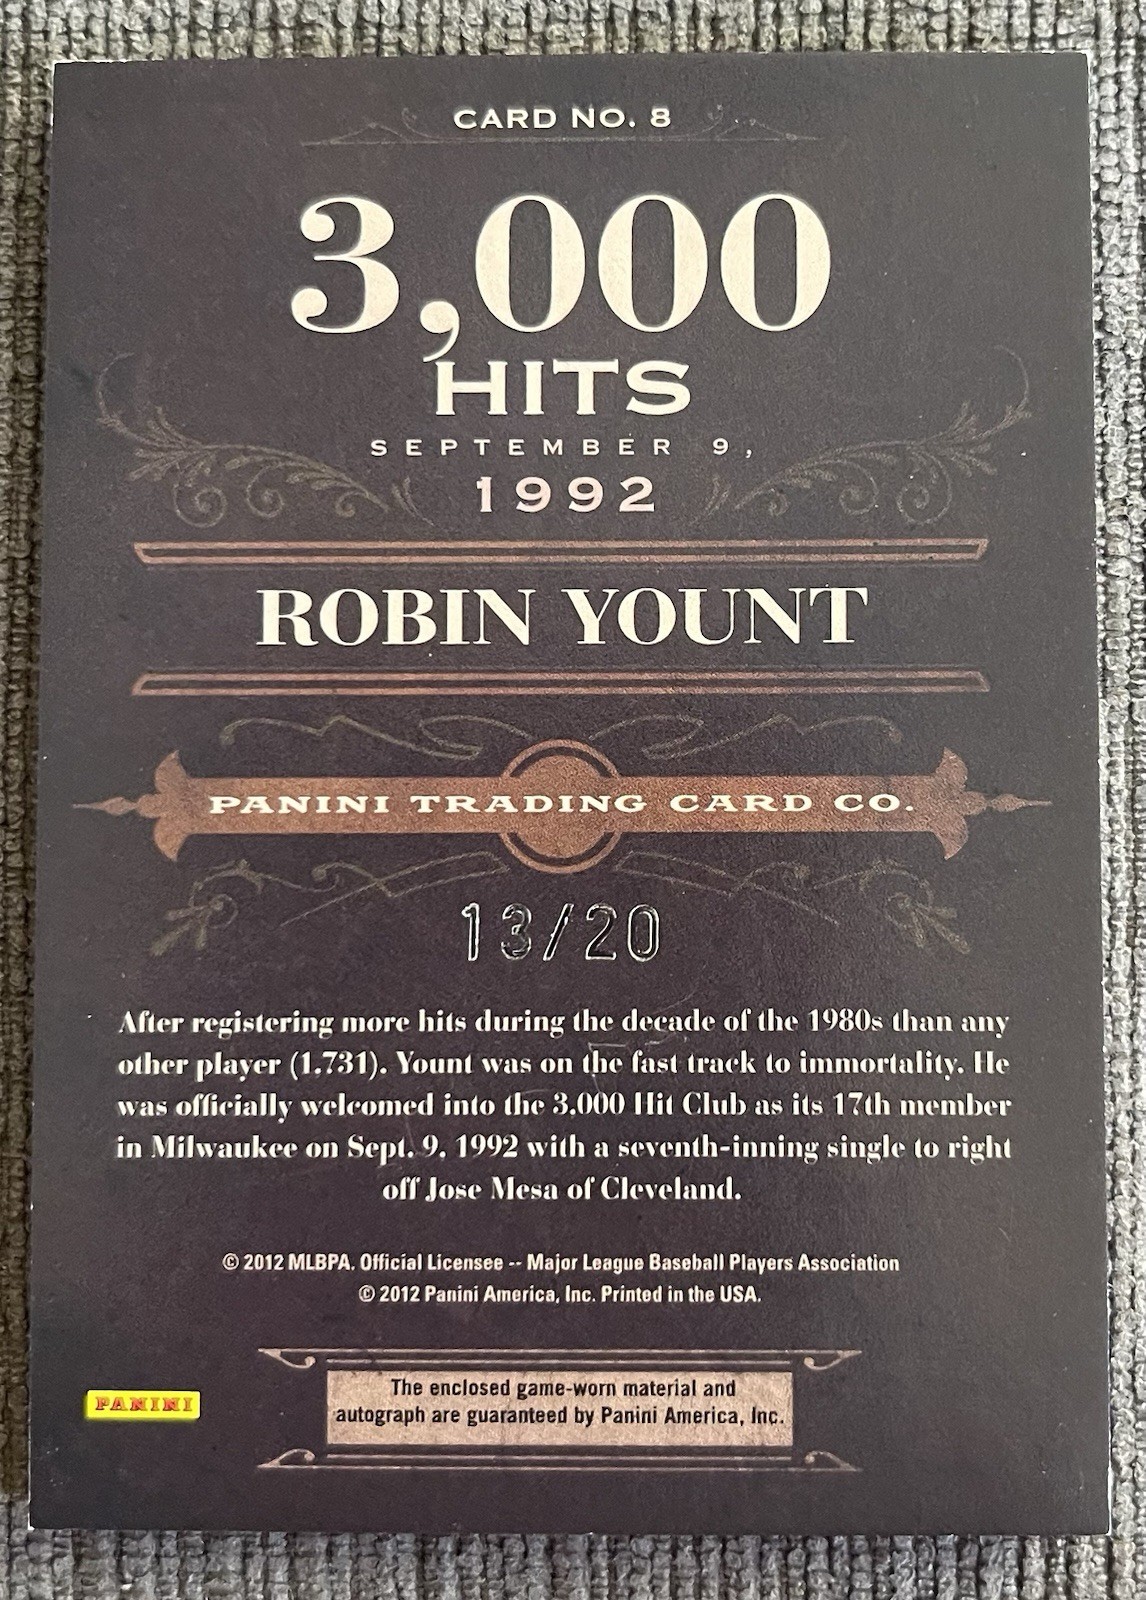 CARD NO. 8
3,000
HITS
SEPTEMBER 9,
1992
ROBIN YOUNT
PANINI TRADING CARD CO.
13/20
After registering more hits during the decade of the 1980s than any
other player (1,731). Yount was on the fast track to immortality. He
was officially welcomed into the 3,000 Hit Club as its 17th member
in Milwaukee on Sept. 9, 1992 with a seventh-inning single to right
off Jose Mesa of Cleveland.
© 2012 MLBPA. Official Licensee -- Major League Baseball Players Association
© 2012 Panini America, Inc. Printed in the USA.
The enclosed game-worn material and
autograph are guaranteed by Panini America, Inc.
PANINI